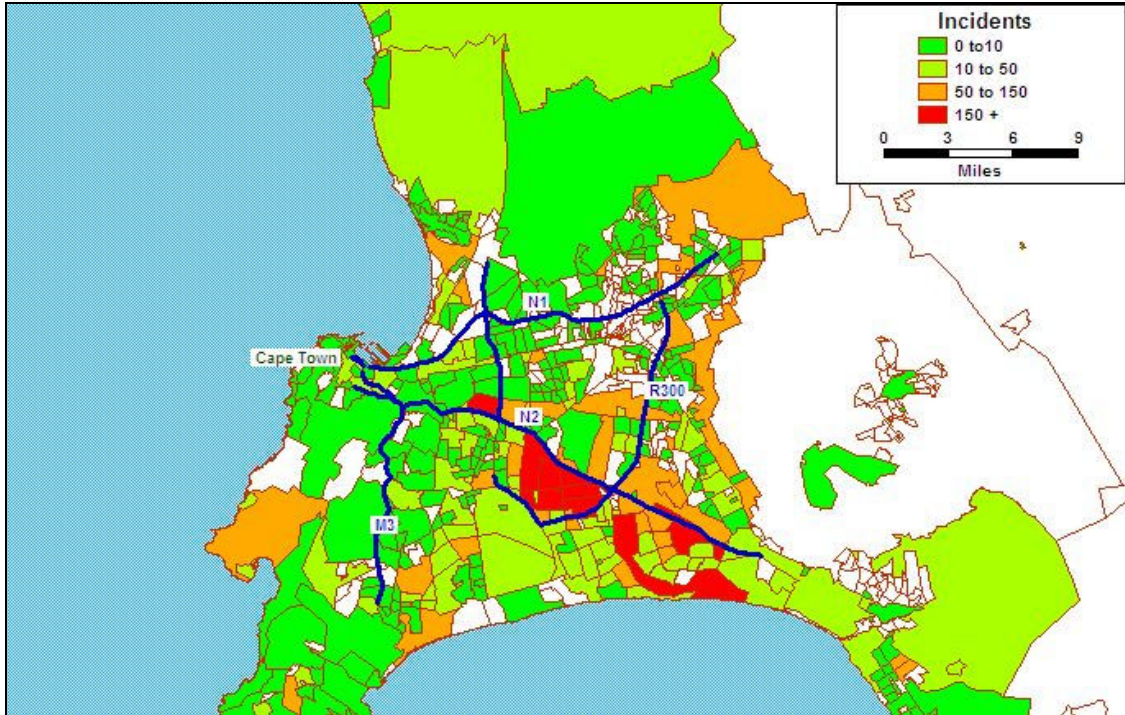 Incidents
0 to10
10 to 50
50 to 150
150 +
0 3 6 9
Miles
N1
Cape Town
R300
N2
M3